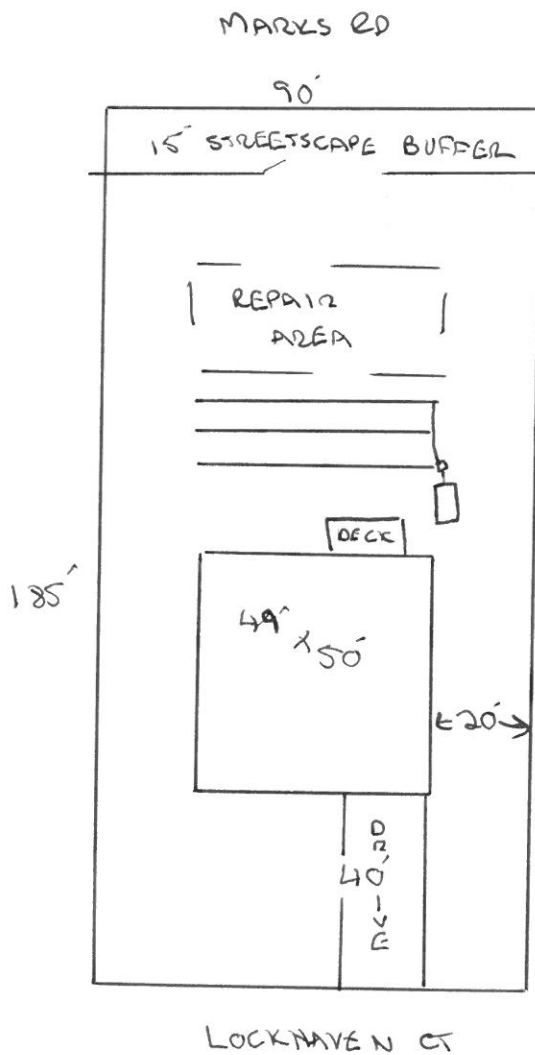 MARKS RD
90'
15' STREETSCAPE BUFFER
REPAIR
AREA
DECK
185'
49' x 50'
20'
40'
DRIVE
LOCKHAVEN CT